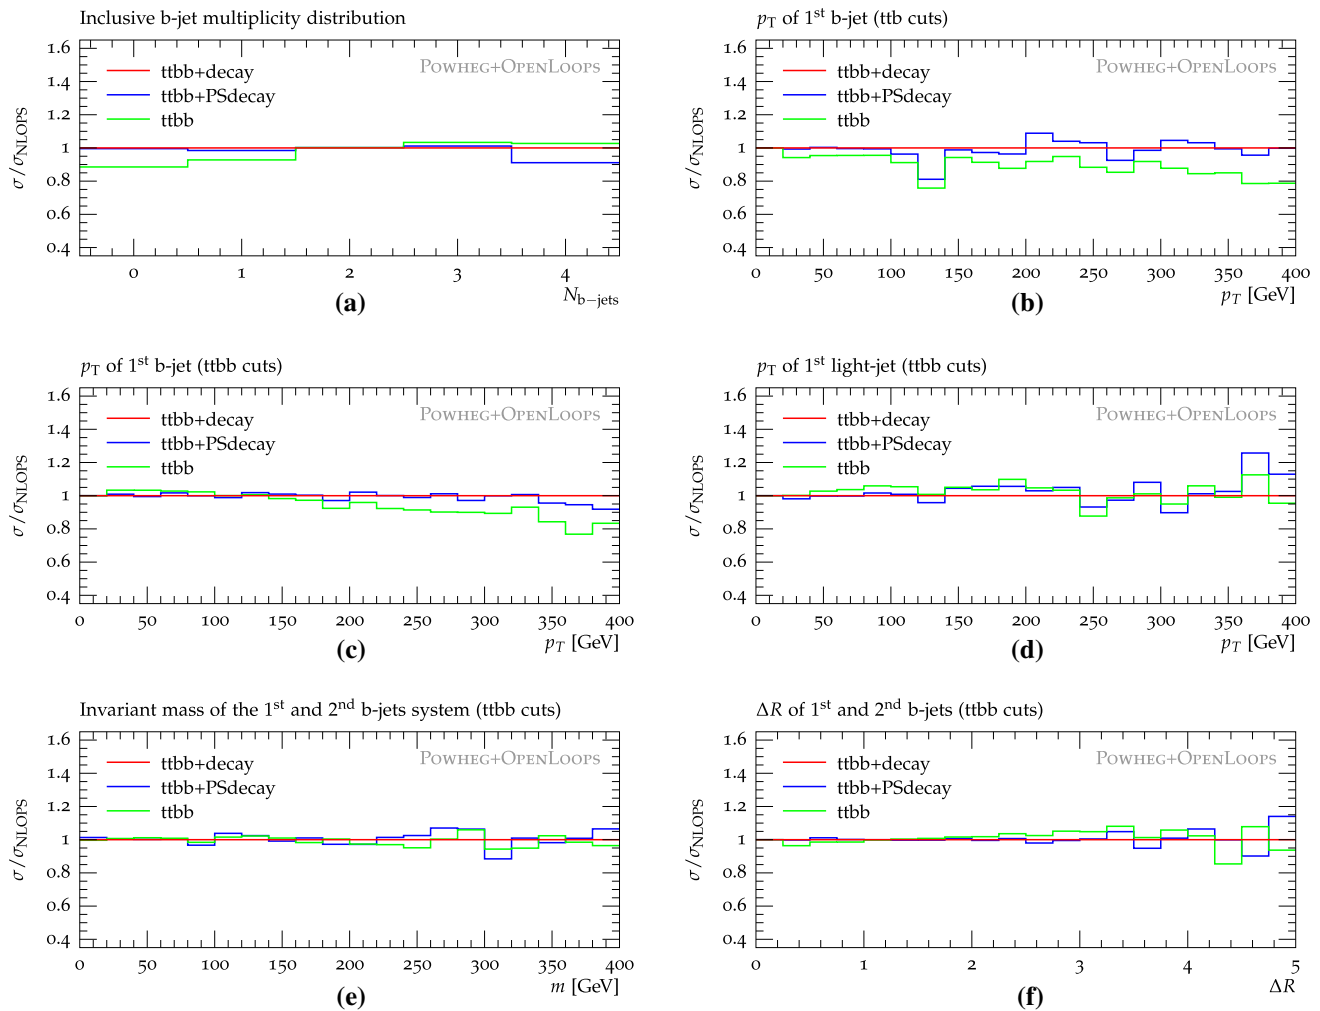 Inclusive b-jet multiplicity distribution
1.6
1.4
1.2
1
0.8
0.6
0.4
σ/σNLOPS
ttbb+decay
ttbb+PSdecay
ttbb
POWHEG+OPENLOOPS
0 1 2 3 4
Nb−jets
(a)
pT of 1st b-jet (ttb cuts)
1.6
1.4
1.2
1
0.8
0.6
0.4
σ/σNLOPS
ttbb+decay
ttbb+PSdecay
ttbb
POWHEG+OPENLOOPS
0 50 100 150 200 250 300 350 400
pT [GeV]
(b)
pT of 1st b-jet (ttbb cuts)
1.6
1.4
1.2
1
0.8
0.6
0.4
σ/σNLOPS
ttbb+decay
ttbb+PSdecay
ttbb
POWHEG+OPENLOOPS
0 50 100 150 200 250 300 350 400
pT [GeV]
(c)
pT of 1st light-jet (ttbb cuts)
1.6
1.4
1.2
1
0.8
0.6
0.4
σ/σNLOPS
ttbb+decay
ttbb+PSdecay
ttbb
POWHEG+OPENLOOPS
0 50 100 150 200 250 300 350 400
pT [GeV]
(d)
Invariant mass of the 1st and 2nd b-jets system (ttbb cuts)
1.6
1.4
1.2
1
0.8
0.6
0.4
σ/σNLOPS
ttbb+decay
ttbb+PSdecay
ttbb
POWHEG+OPENLOOPS
0 50 100 150 200 250 300 350 400
m [GeV]
(e)
ΔR of 1st and 2nd b-jets (ttbb cuts)
1.6
1.4
1.2
1
0.8
0.6
0.4
σ/σNLOPS
ttbb+decay
ttbb+PSdecay
ttbb
POWHEG+OPENLOOPS
0 1 2 3 4 5
ΔR
(f)